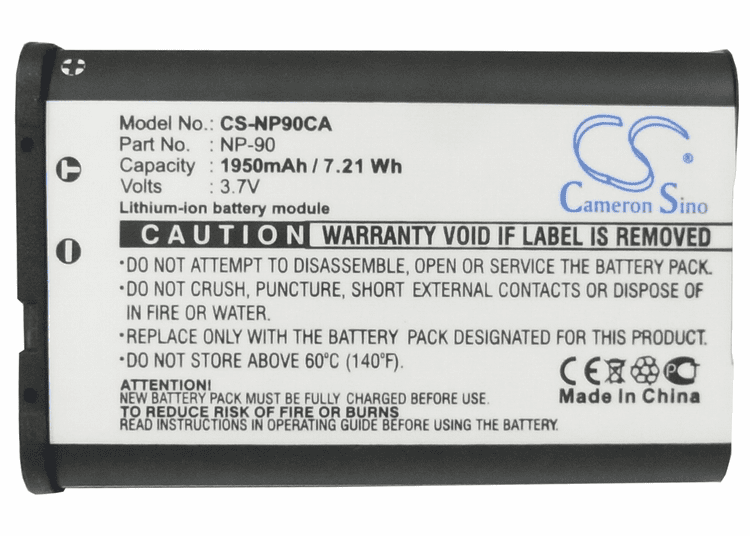 Model No.: CS-NP90CA
Part No. : NP-90
Capacity : 1950mAh / 7.21 Wh
Volts : 3.7V
Lithium-ion battery module
CS
Cameron Sino
CAUTION WARRANTY VOID IF LABEL IS REMOVED
•DO NOT ATTEMPT TO DISASSEMBLE, OPEN OR SERVICE THE BATTERY PACK.
•DO NOT CRUSH, PUNCTURE, SHORT EXTERNAL CONTACTS OR DISPOSE OF
IN FIRE OR WATER.
•REPLACE ONLY WITH THE BATTERY PACK DESIGNATED FOR THIS PRODUCT.
•DO NOT STORE ABOVE 60°C (140°F).
ATTENTION:
NEW BATTERY PACK MUST BE FULLY CHARGED BEFORE USE.
TO REDUCE RISK OF FIRE OR BURNS
READ INSTRUCTIONS IN OPERATING GUIDE BEFORE USING THE BATTERY.
CE PC
Made In China